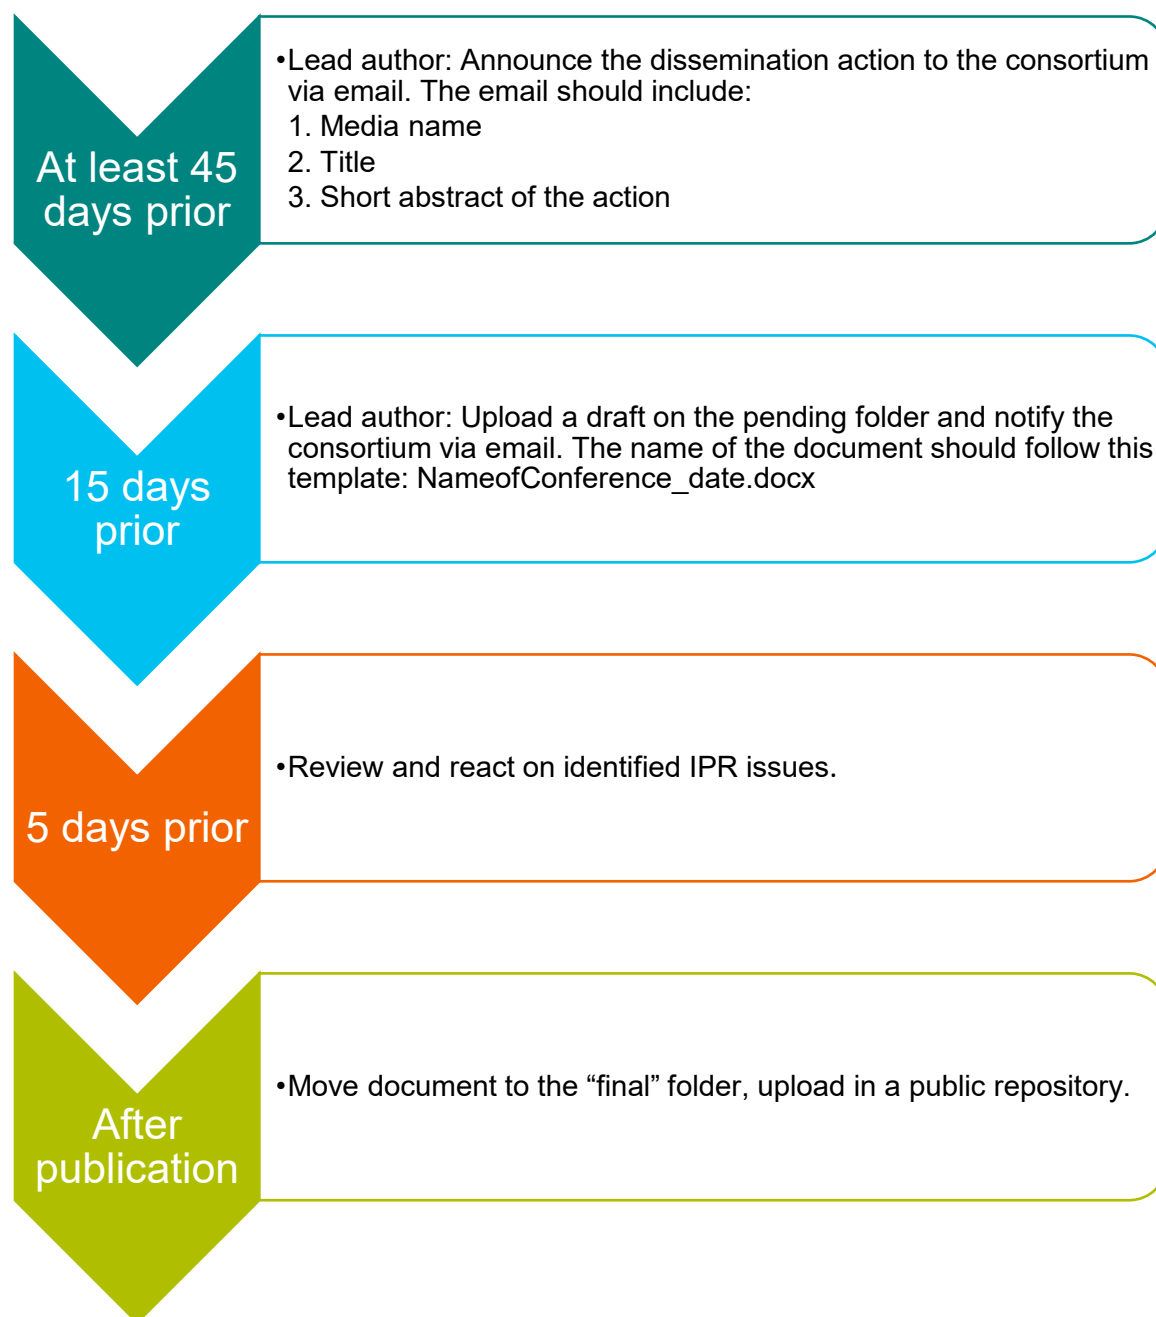 At least 45
days prior
•Lead author: Announce the dissemination action to the consortium
via email. The email should include:
1. Media name
2. Title
3. Short abstract of the action
15 days
prior
•Lead author: Upload a draft on the pending folder and notify the
consortium via email. The name of the document should follow this
template: NameofConference_date.docx
5 days prior
•Review and react on identified IPR issues.
After
publication
•Move document to the “final” folder, upload in a public repository.